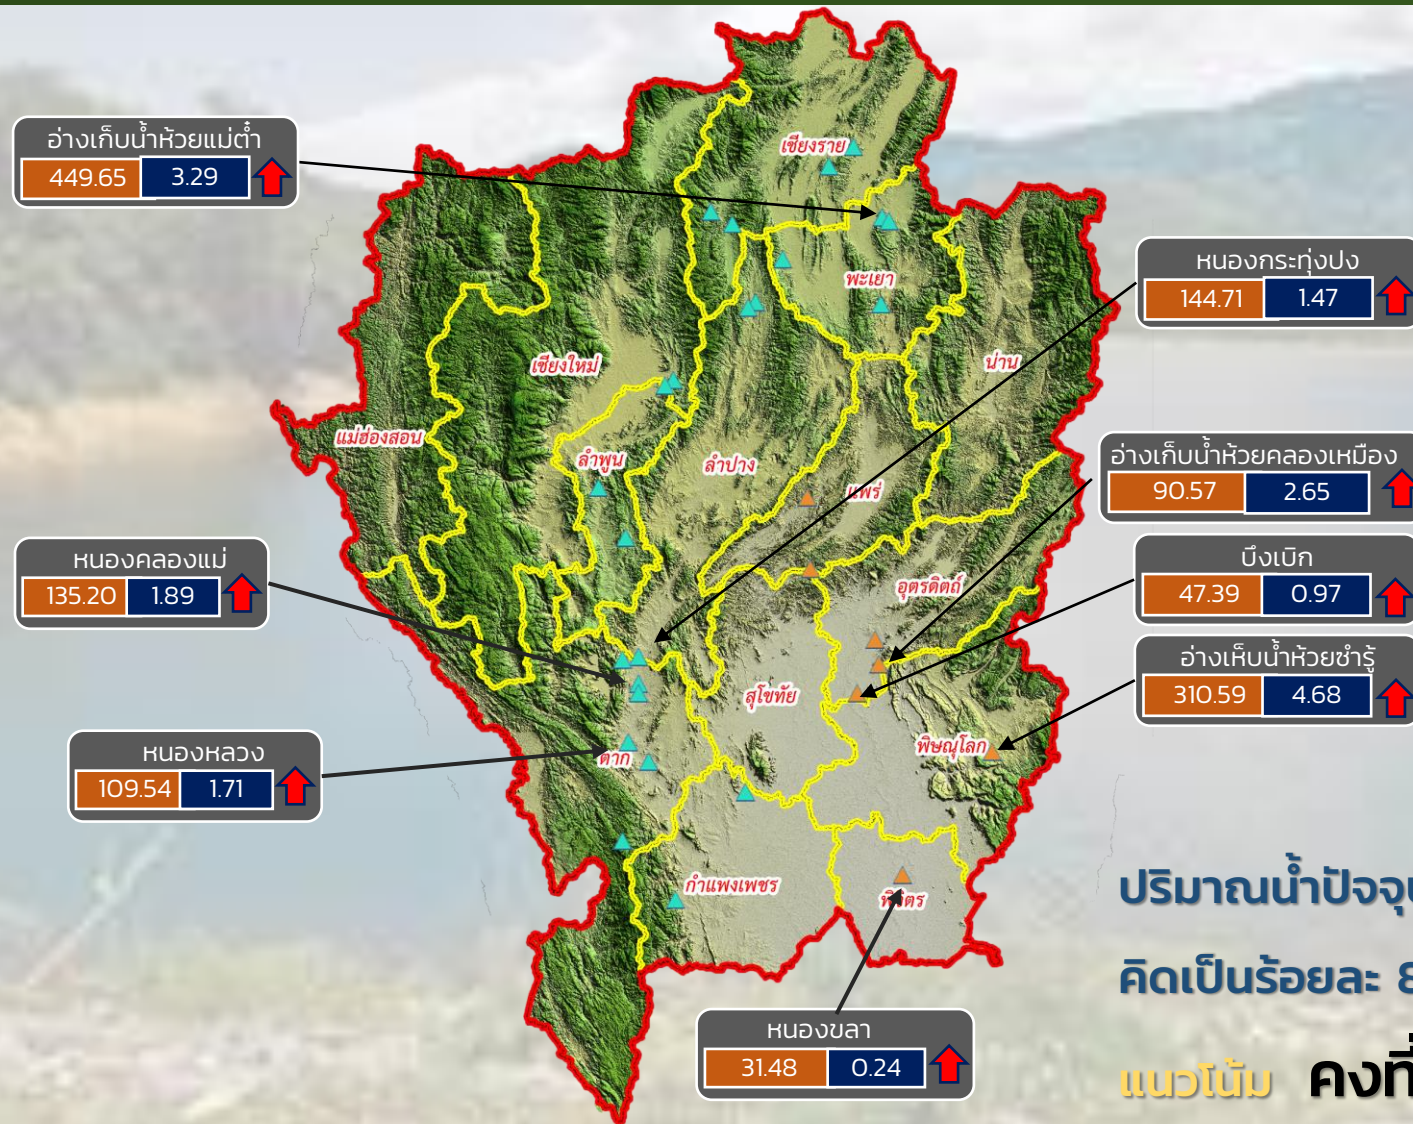 อ่างเก็บน้ำห้วยแม่ต๋ำ
449.65 3.29
หนองกระทุ่งปง
144.71 1.47
อ่างเก็บน้ำห้วยคลองเหมือง
90.57 2.65
บึงเบิก
47.39 0.97
อ่างเห็บน้ำห้วยซำรู้
310.59 4.68
หนองคลองแม่
135.20 1.89
หนองหลวง
109.54 1.71
หนองขลา
31.48 0.24
เชียงราย
พะเยา
น่าน
เชียงใหม่
แม่ฮ่องสอน
ลำพูน
ลำปาง
แพร่
อุตรดิตถ์
สุโขทัย
พิษณุโลก
ตาก
กำแพงเพชร
พิจิตร
ปริมาณน้ำปัจจุบ
คิดเป็นร้อยละ 8
แนวโน้ม คงที่